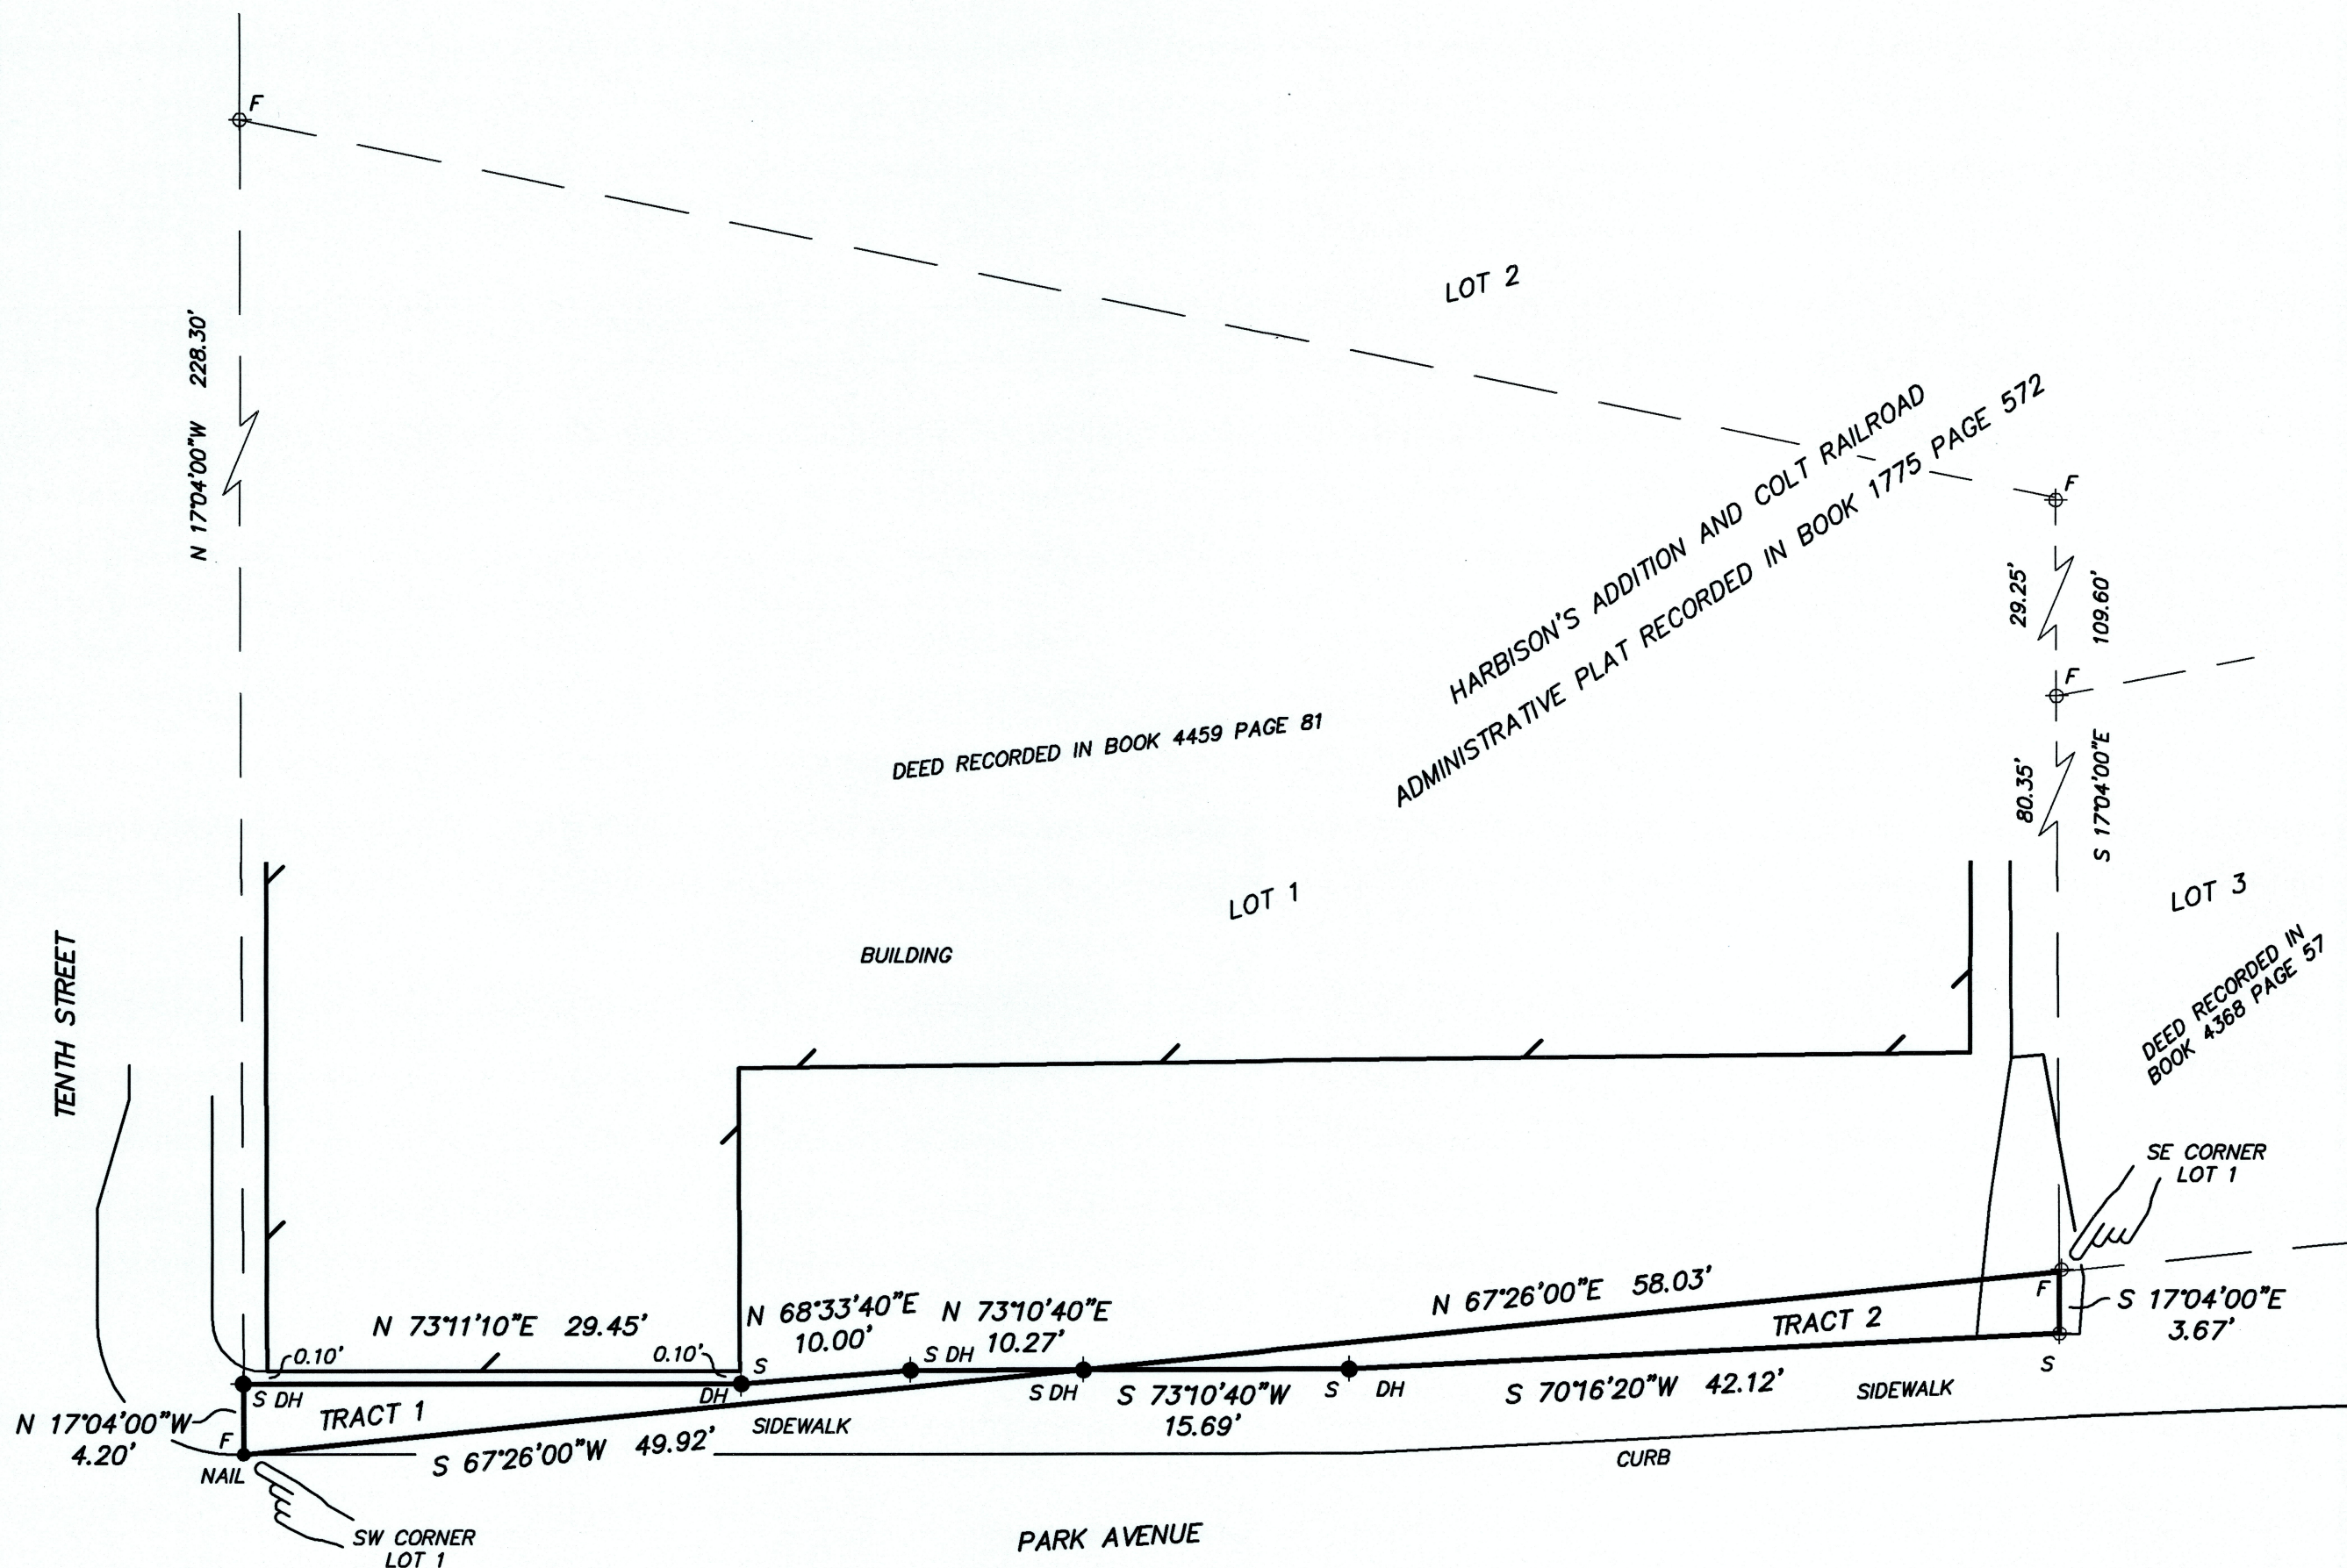 F
LOT 2
N 17°04'00"W 228.30'
HARBISON'S ADDITION AND COLT RAILROAD
ADMINISTRATIVE PLAT RECORDED IN BOOK 1775 PAGE 572
F
29.25'
109.60'
F
DEED RECORDED IN BOOK 4459 PAGE 81
80.35'
S 17°04'00"E
LOT 1
LOT 3
BUILDING
TENTH STREET
DEED RECORDED IN
BOOK 4368 PAGE 57
SE CORNER
LOT 1
N 73°11'10"E 29.45'
N 68°33'40"E
10.00'
N 73°10'40"E
10.27'
N 67°26'00"E 58.03'
TRACT 2
F
S 17°04'00"E
3.67'
0.10'
0.10'
S
DH
S DH
S DH
S DH
S 73°10'40"W
15.69'
S
DH
S 70°16'20"W 42.12'
SIDEWALK
S
N 17°04'00"W
4.20'
TRACT 1
F
NAIL
S 67°26'00"W 49.92'
SIDEWALK
CURB
SW CORNER
LOT 1
PARK AVENUE